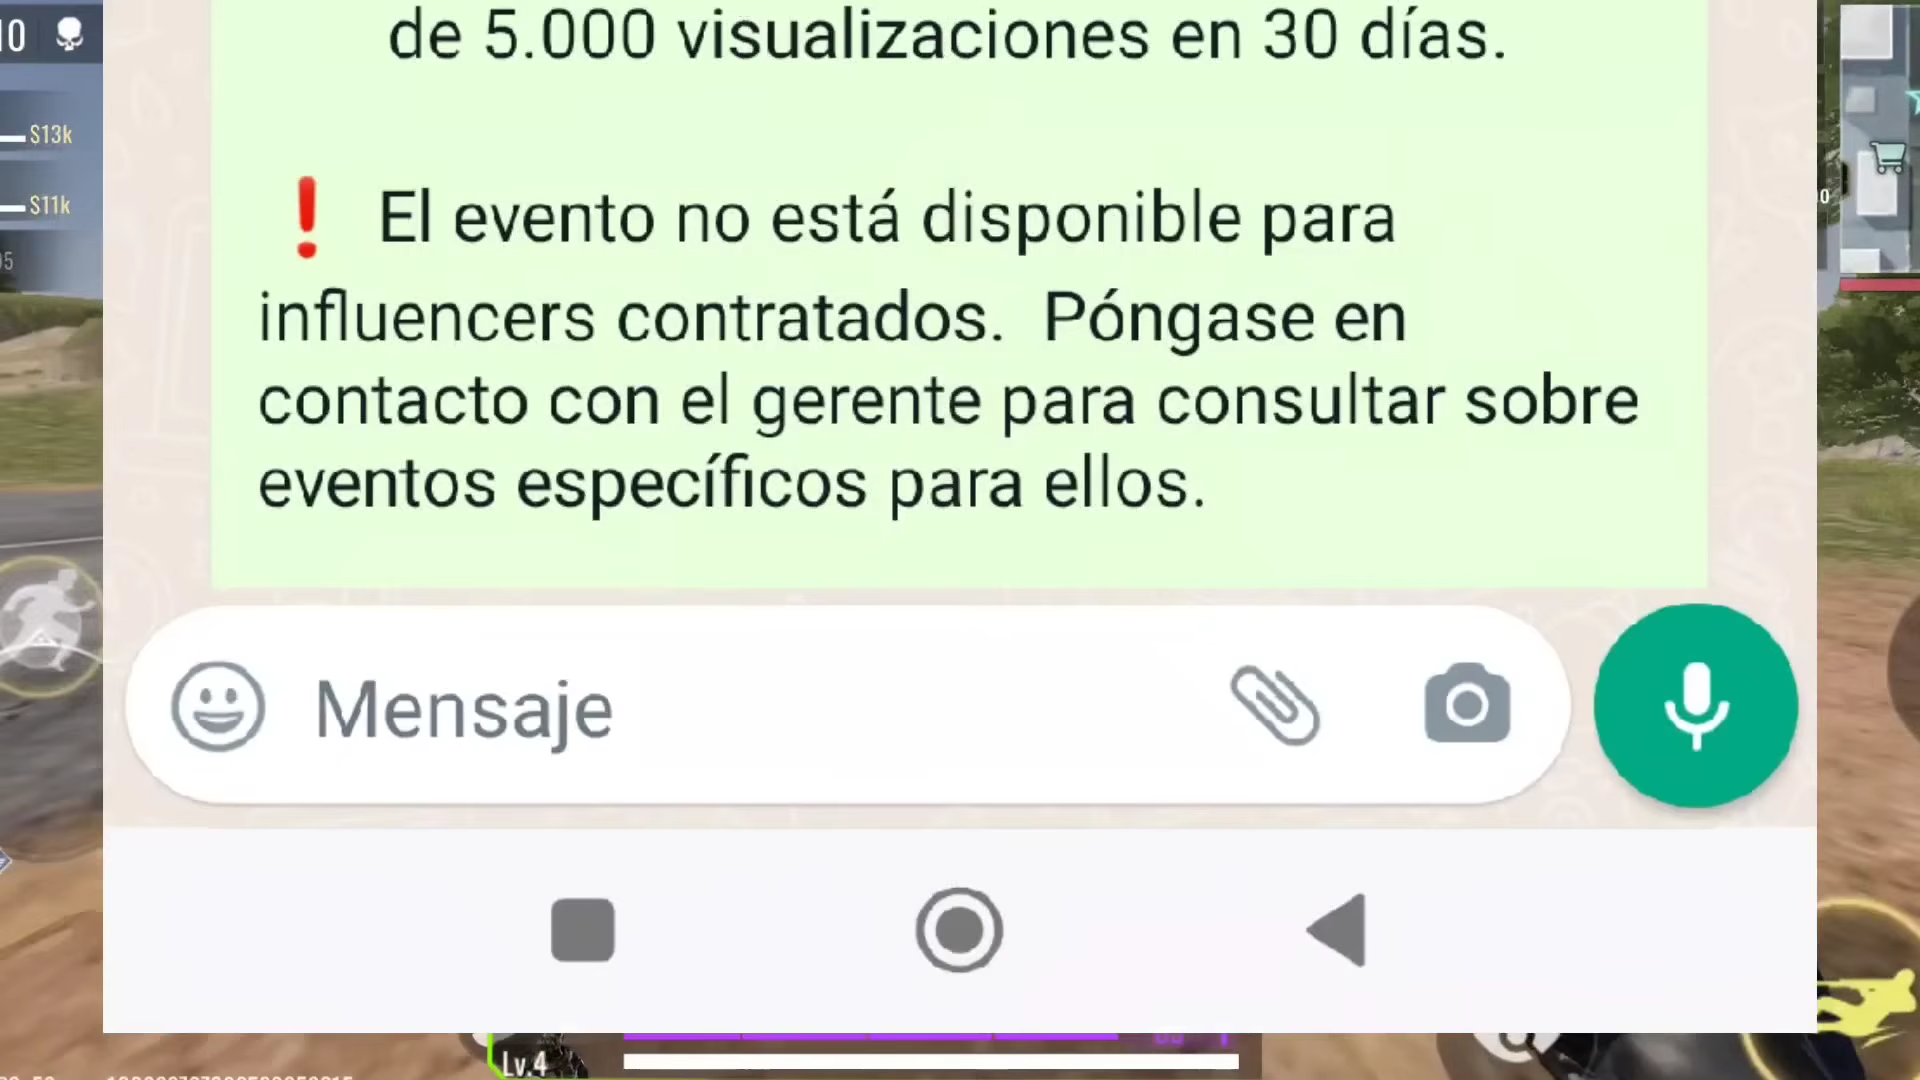 de 5.000 visualizaciones en 30 días.
❗ El evento no está disponible para
influencers contratados. Póngase en
contacto con el gerente para consultar sobre
eventos específicos para ellos.
Mensaje
$13k
$11k
Lv.4